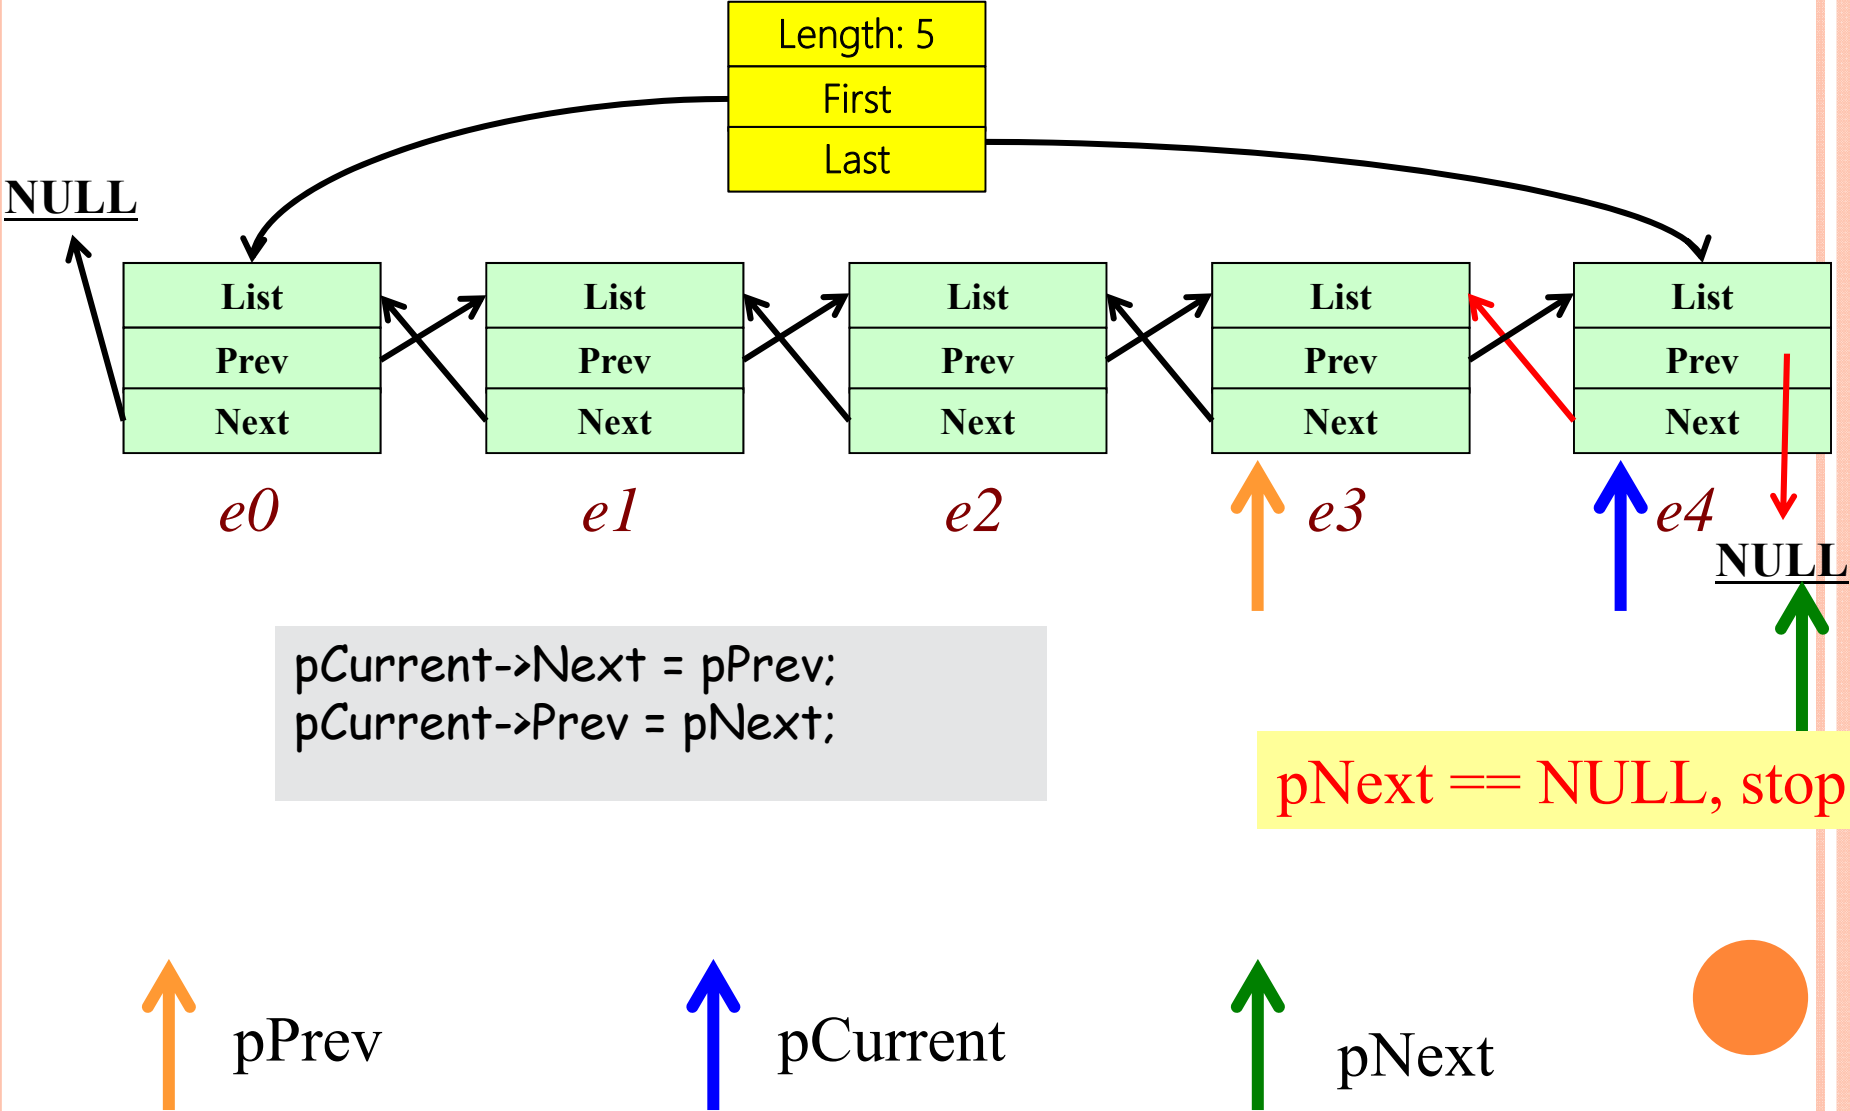 Length: 5
First
Last
NULL
List List List List List
Prev Prev Prev Prev Prev
Next Next Next Next Next
e0 e1 e2 e3 e4
NULL
pCurrent->Next = pPrev;
pCurrent->Prev = pNext;
pNext == NULL, stop
pPrev pCurrent pNext